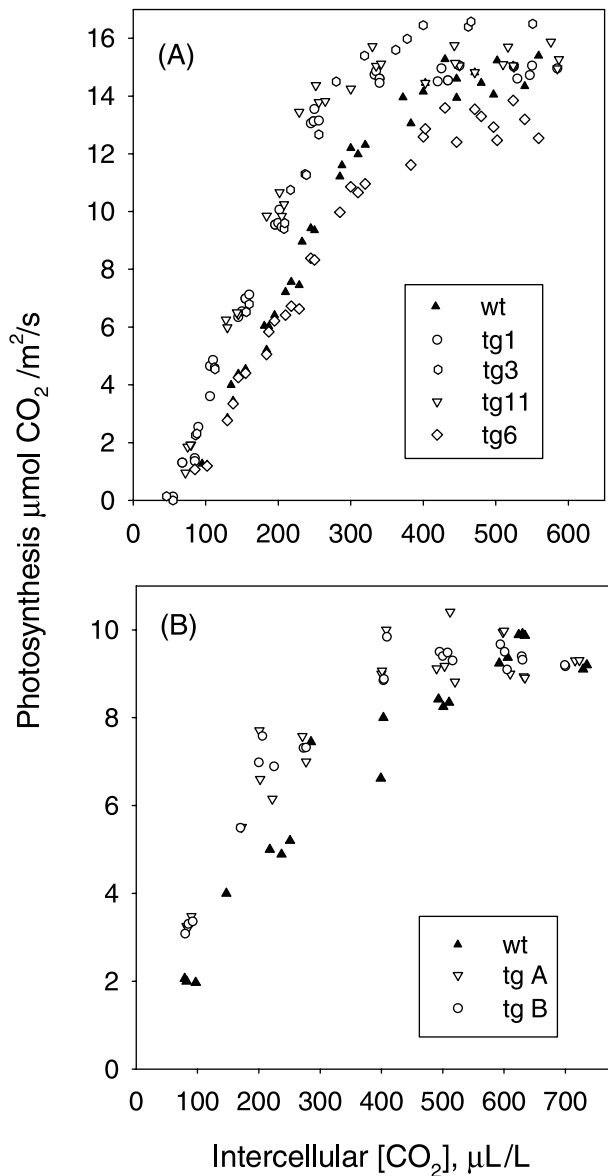 Photosynthesis μmol CO₂ /m²/s
(A)
16
14
12
10
8
6
4
2
0
wt
tg1
tg3
tg11
tg6
0 100 200 300 400 500 600
(B)
10
8
6
4
2
0
wt
tg A
tg B
0 100 200 300 400 500 600 700
Intercellular [CO₂], μL/L